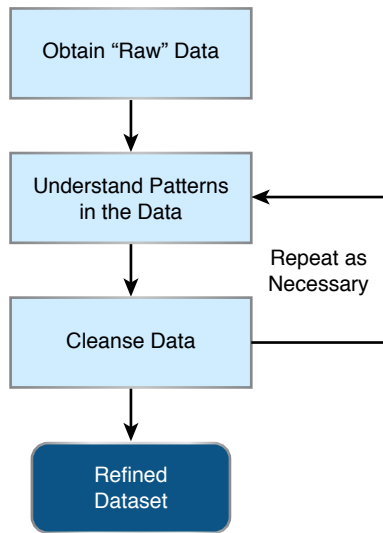 Obtain “Raw” Data
Understand Patterns
in the Data
Repeat as
Necessary
Cleanse Data
Refined
Dataset